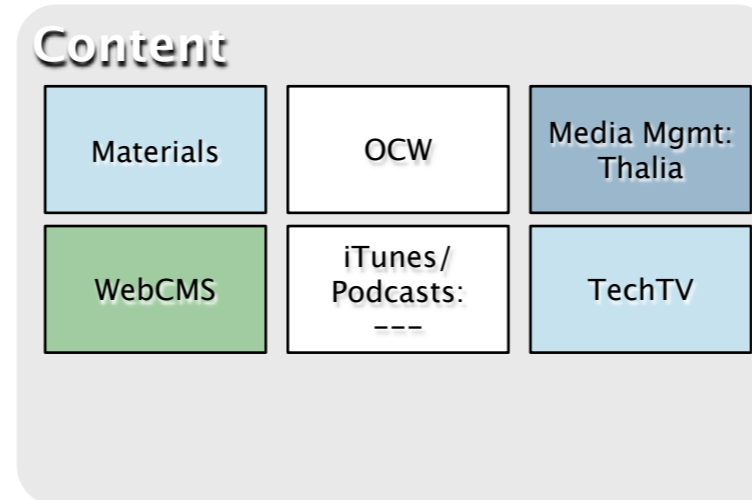 Content
Materials
OCW
Media Mgmt:
Thalia
WebCMS
iTunes/
Podcasts:
---
TechTV